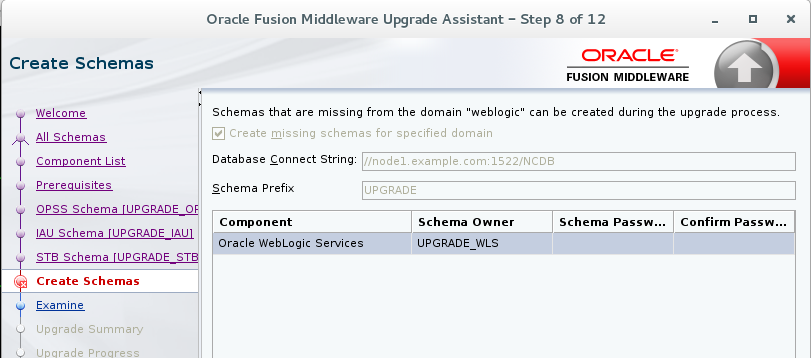 Oracle Fusion Middleware Upgrade Assistant – Step 8 of 12
Create Schemas
ORACLE
FUSION MIDDLEWARE
Welcome
All Schemas
Component List
Prerequisites
OPSS Schema [UPGRADE_OP
IAU Schema [UPGRADE_IAU]
STB Schema [UPGRADE_STB
Create Schemas
Examine
Upgrade Summary
Upgrade Progress
Schemas that are missing from the domain "weblogic" can be created during the upgrade process.
Create missing schemas for specified domain
Database Connect String: //node1.example.com:1522/NCDB
Schema Prefix UPGRADE
Component Schema Owner Schema Passw... Confirm Passw...
Oracle WebLogic Services UPGRADE_WLS